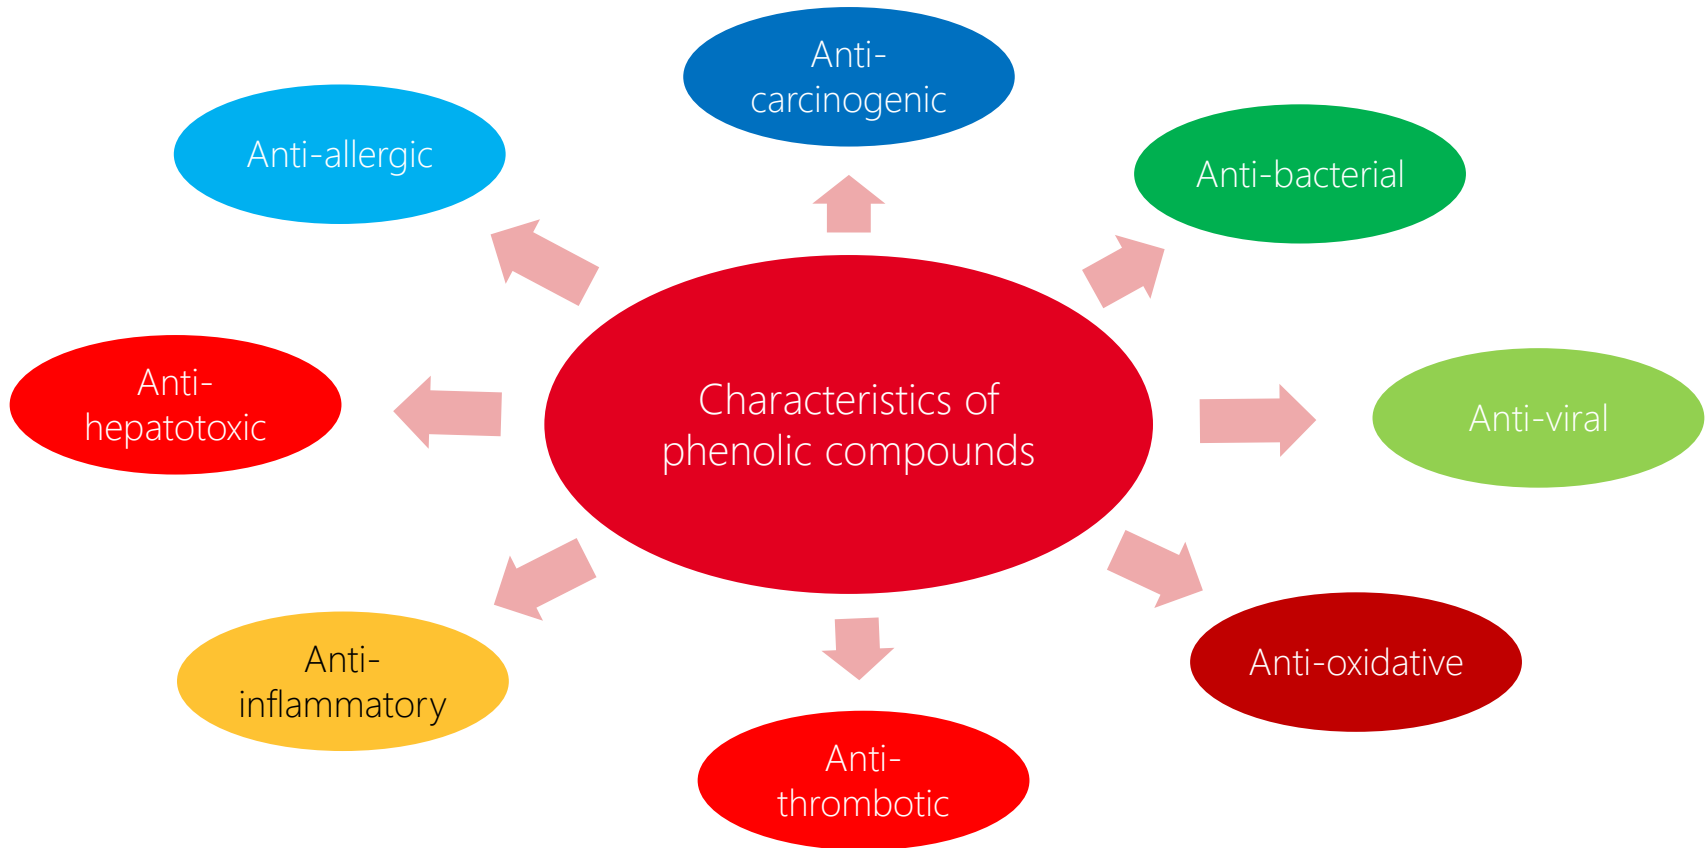 Anti-
carcinogenic
Anti-allergic
Anti-bacterial
Anti-
hepatotoxic
Characteristics of
phenolic compounds
Anti-viral
Anti-
inflammatory
Anti-oxidative
Anti-
thrombotic